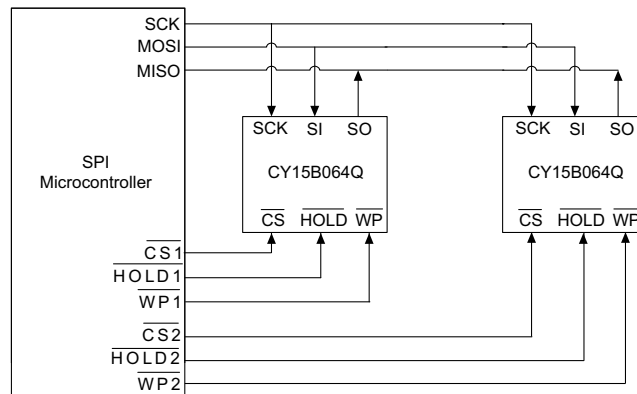 SCK
MOSI
MISO
SCK SI SO
SCK SI SO
SPI
Microcontroller
CY15B064Q
CY15B064Q
CS HOLD WP
CS HOLD WP
CS1
HOLD1
WP1
CS2
HOLD2
WP2